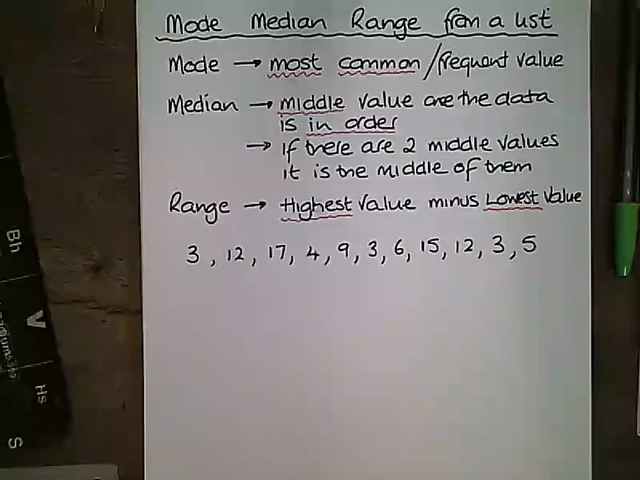 Mode Median Range from a list
Mode → most common/frequent value
Median → middle value once the data
is in order
→ If there are 2 middle values
it is the middle of them
Range → Highest value minus Lowest Value
3, 12, 17, 4, 9, 3, 6, 15, 12, 3, 5
Bh
V
Hs
S